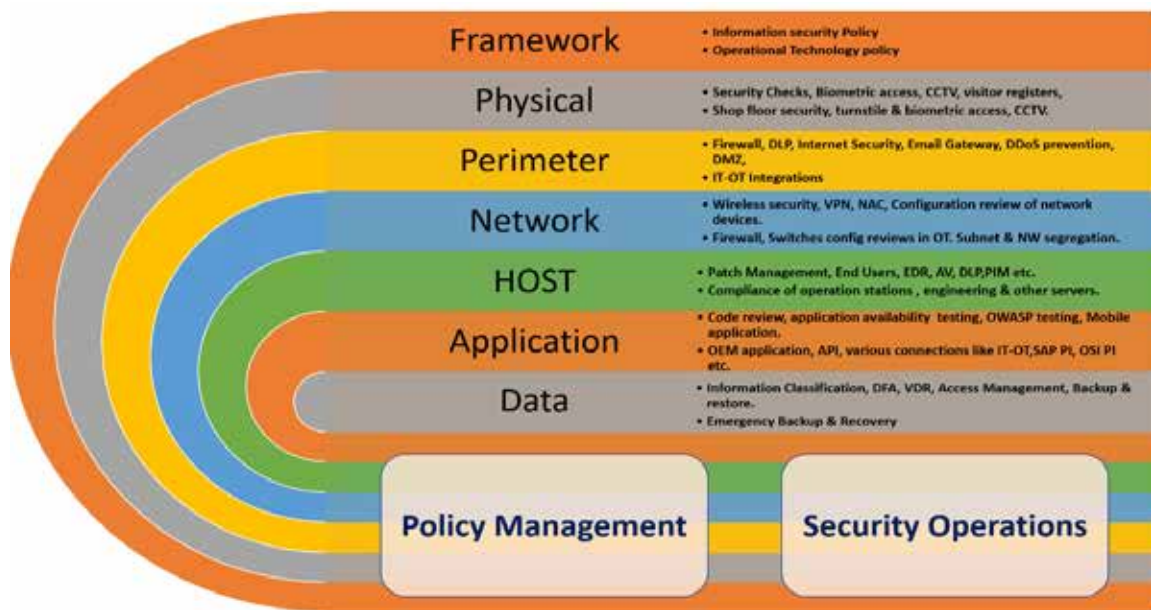 Framework
• Information security Policy
• Operational Technology policy
Physical
• Security Checks, Biometric access, CCTV, visitor registers,
• Shop floor security, turnstile & biometric access, CCTV.
Perimeter
• Firewall, DLP, Internet Security, Email Gateway, DDoS prevention,
DMZ,
• IT-OT Integrations
Network
• Wireless security, VPN, NAC, Configuration review of network
devices.
• Firewall, Switches config reviews in OT. Subnet & NW segregation.
HOST
• Patch Management, End Users, EDR, AV, DLP,PIM etc.
• Compliance of operation stations , engineering & other servers.
Application
• Code review, application availability testing, OWASP testing, Mobile
application.
• OEM application, API, various connections like IT-OT,SAP PI, OSI PI
etc.
Data
• Information Classification, DFA, VDR, Access Management, Backup &
restore.
• Emergency Backup & Recovery
Policy Management
Security Operations